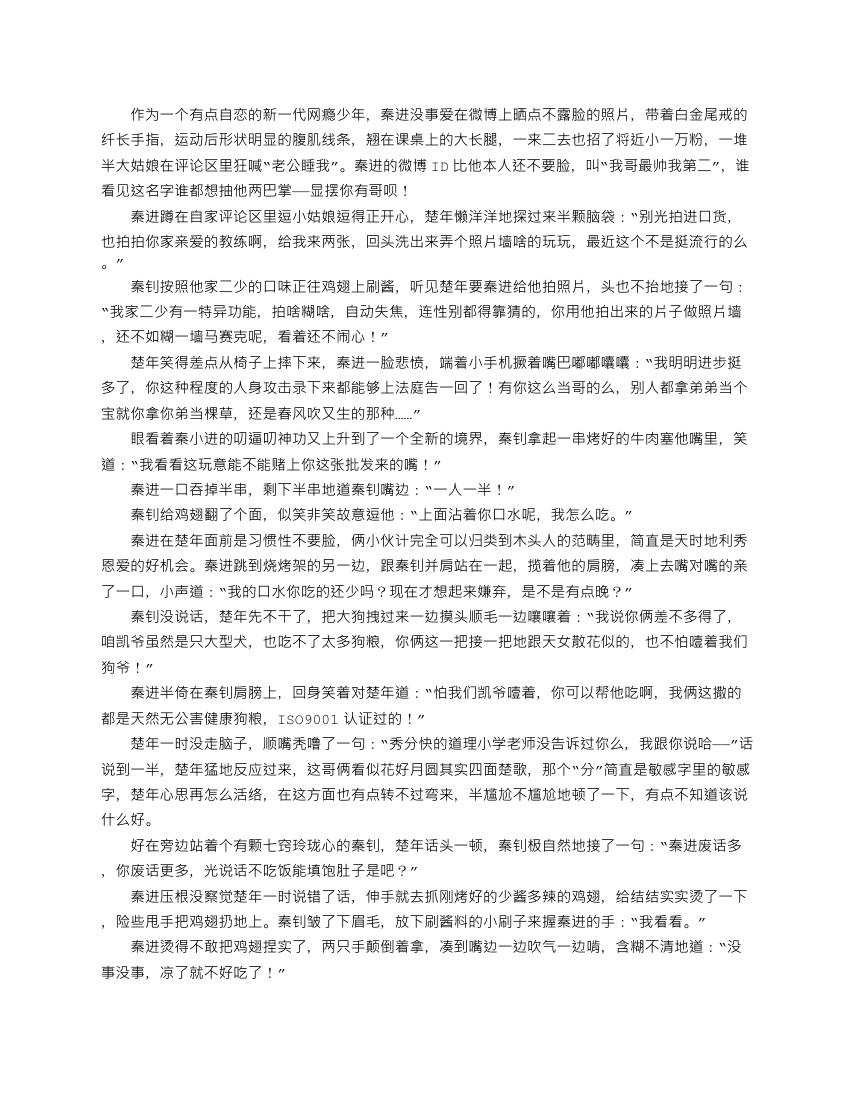 作为一个有点自恋的新一代网瘾少年，秦进没事爱在微博上晒点不露脸的照片，带着白金尾戒的
纤长手指，运动后形状明显的腹肌线条，翘在课桌上的大长腿，一来二去也招了将近小一万粉，一堆
半大姑娘在评论区里狂喊“老公睡我”。秦进的微博 ID 比他本人还不要脸，叫“我哥最帅我第二”，谁
看见这名字谁都想抽他两巴掌——显摆你有哥呗！
秦进蹲在自家评论区里逗小姑娘逗得正开心，楚年懒洋洋地探过来半颗脑袋：“别光拍进口货，
也拍拍你家亲爱的教练啊，给我来两张，回头洗出来弄个照片墙啥的玩玩，最近这个不是挺流行的么
。”
秦钊按照他家二少的口味正往鸡翅上刷酱，听见楚年要秦进给他拍照片，头也不抬地接了一句：
“我家二少有一特异功能，拍啥糊啥，自动失焦，连性别都得靠猜的，你用他拍出来的片子做照片墙
，还不如糊一墙马赛克呢，看着还不闹心！”
楚年笑得差点从椅子上摔下来，秦进一脸悲愤，端着小手机撅着嘴巴嘟嘟囔囔：“我明明进步挺
多了，你这种程度的人身攻击录下来都能够上法庭告一回了！有你这么当哥的么，别人都拿弟弟当个
宝就你拿你弟当棵草，还是春风吹又生的那种……”
眼看着秦小进的叨逼叨神功又上升到了一个全新的境界，秦钊拿起一串烤好的牛肉塞他嘴里，笑
道：“我看看这玩意能不能赌上你这张批发来的嘴！”
秦进一口吞掉半串，剩下半串地道秦钊嘴边：“一人一半！”
秦钊给鸡翅翻了个面，似笑非笑故意逗他：“上面沾着你口水呢，我怎么吃。”
秦进在楚年面前是习惯性不要脸，俩小伙计完全可以归类到木头人的范畴里，简直是天时地利秀
恩爱的好机会。秦进跳到烧烤架的另一边，跟秦钊并肩站在一起，揽着他的肩膀，凑上去嘴对嘴的亲
了一口，小声道：“我的口水你吃的还少吗？现在才想起来嫌弃，是不是有点晚？”
秦钊没说话，楚年先不干了，把大狗拽过来一边摸头顺毛一边嚷嚷着：“我说你俩差不多得了，
咱凯爷虽然是只大型犬，也吃不了太多狗粮，你俩这一把接一把地跟天女散花似的，也不怕噎着我们
狗爷！”
秦进半倚在秦钊肩膀上，回身笑着对楚年道：“怕我们凯爷噎着，你可以帮他吃啊，我俩这撒的
都是天然无公害健康狗粮，ISO9001 认证过的！”
楚年一时没走脑子，顺嘴秃噜了一句：“秀分快的道理小学老师没告诉过你么，我跟你说哈——”话
说到一半，楚年猛地反应过来，这哥俩看似花好月圆其实四面楚歌，那个“分”简直是敏感字里的敏感
字，楚年心思再怎么活络，在这方面也有点转不过弯来，半尴尬不尴尬地顿了一下，有点不知道该说
什么好。
好在旁边站着个有颗七窍玲珑心的秦钊，楚年话头一顿，秦钊极自然地接了一句：“秦进废话多
，你废话更多，光说话不吃饭能填饱肚子是吧？”
秦进压根没察觉楚年一时说错了话，伸手就去抓刚烤好的少酱多辣的鸡翅，给结结实实烫了一下
，险些甩手把鸡翅扔地上。秦钊皱了下眉毛，放下刷酱料的小刷子来握秦进的手：“我看看。”
秦进烫得不敢把鸡翅捏实了，两只手颠倒着拿，凑到嘴边一边吹气一边啃，含糊不清地道：“没
事没事，凉了就不好吃了！”